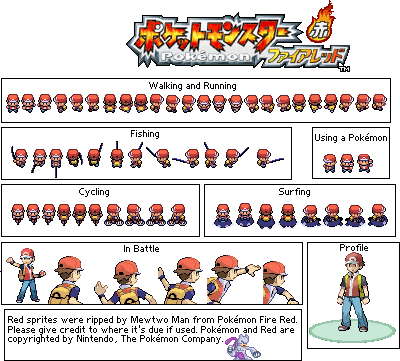 ポケットモンスター
赤
Pokémon
ファイアレッド
TM
Walking and Running
Fishing
Using a Pokémon
Cycling
Surfing
In Battle
Profile
Red sprites were ripped by Mewtwo Man from Pokémon Fire Red.
Please give credit to where it's due if used. Pokémon and Red are
copyrighted by Nintendo, The Pokémon Company.